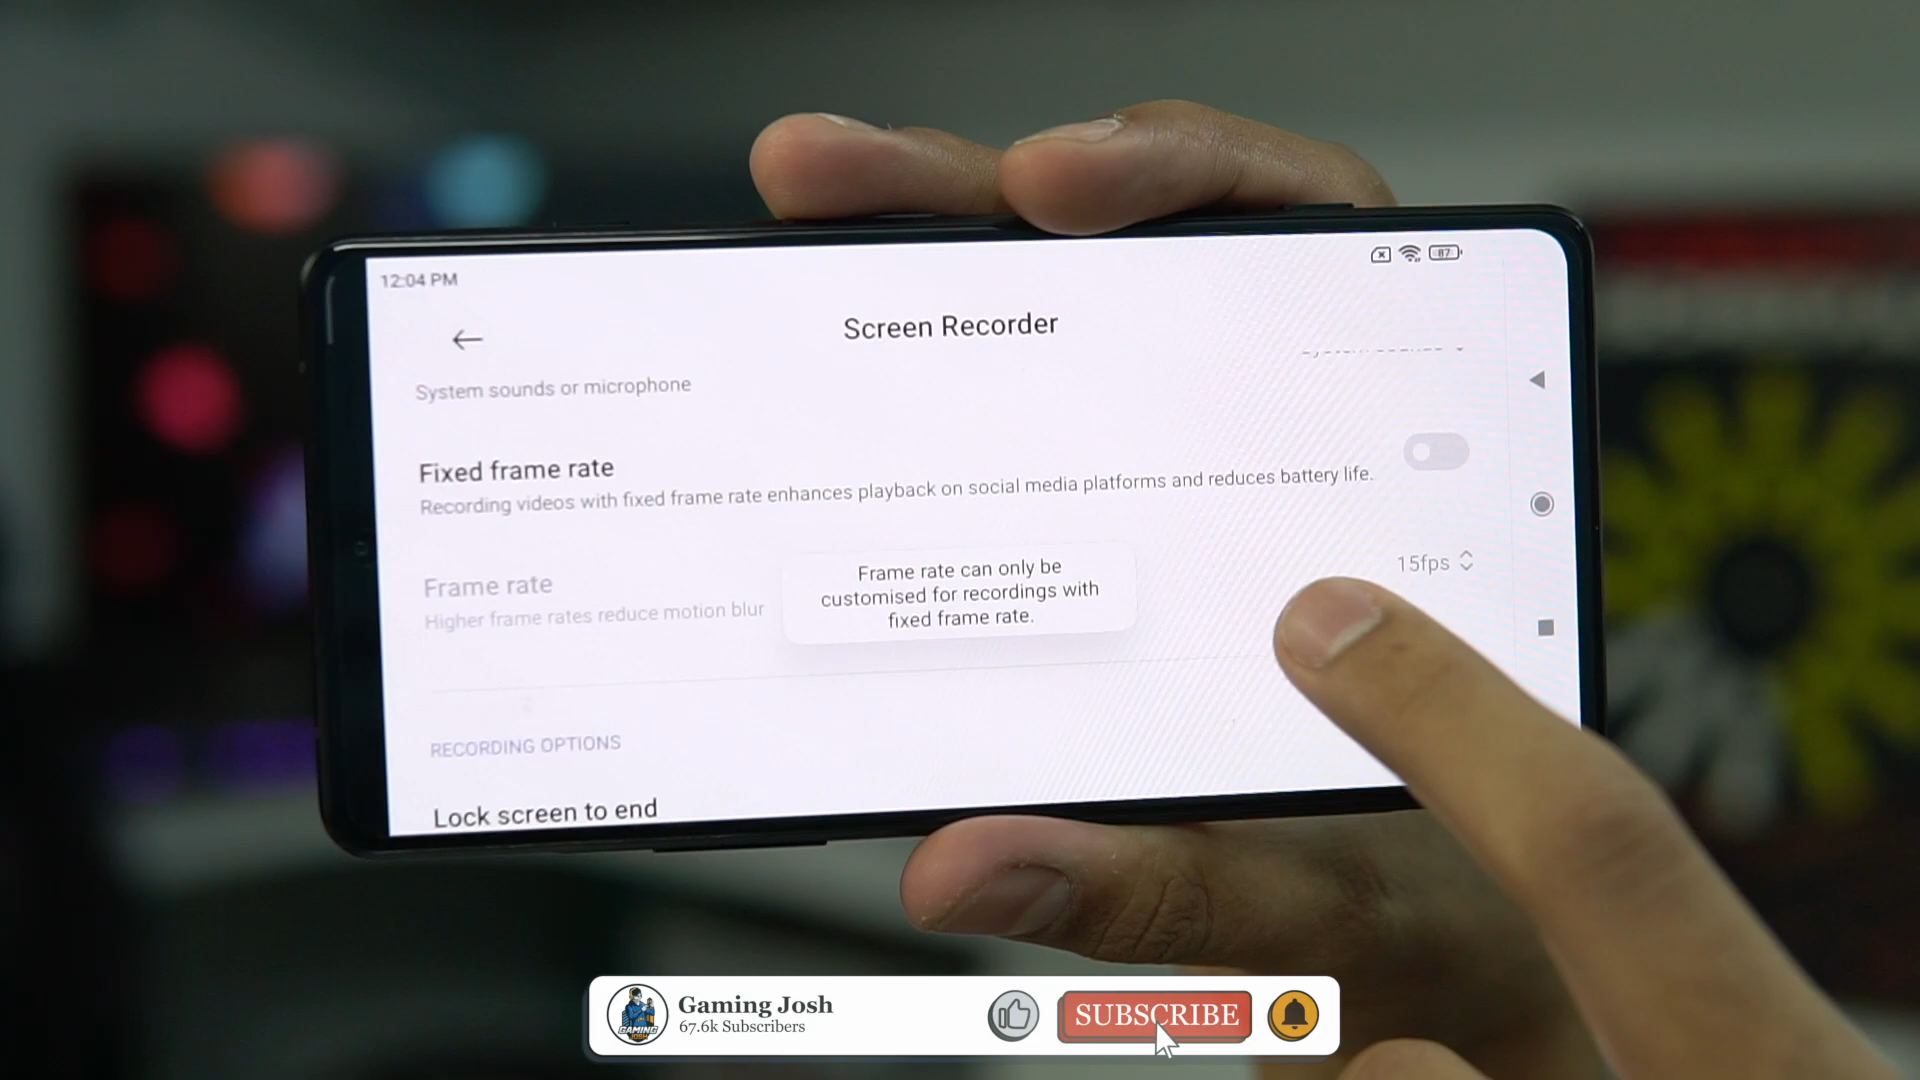 12:04 PM
87
Screen Recorder
System sounds or microphone
Fixed frame rate
Recording videos with fixed frame rate enhances playback on social media platforms and reduces battery life.
Frame rate
15fps
Higher frame rates reduce motion blur
Frame rate can only be
customised for recordings with
fixed frame rate.
RECORDING OPTIONS
Lock screen to end
GAMING
JOSH
Gaming Josh
67.6k Subscribers
SUBSCRIBE